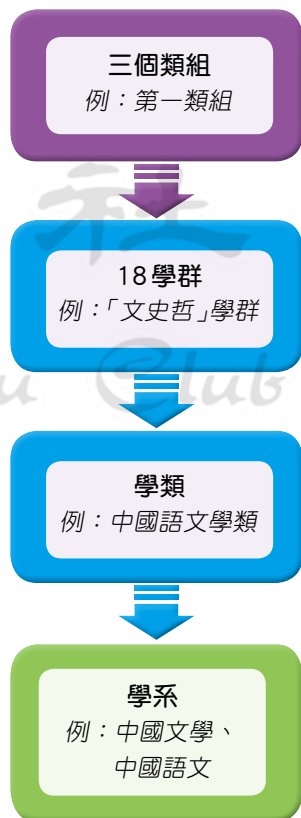 三個類組
例：第一類組
社
18學群
例：「文史哲」學群
u Club
學類
例：中國語文學類
學系
例：中國文學、
中國語文